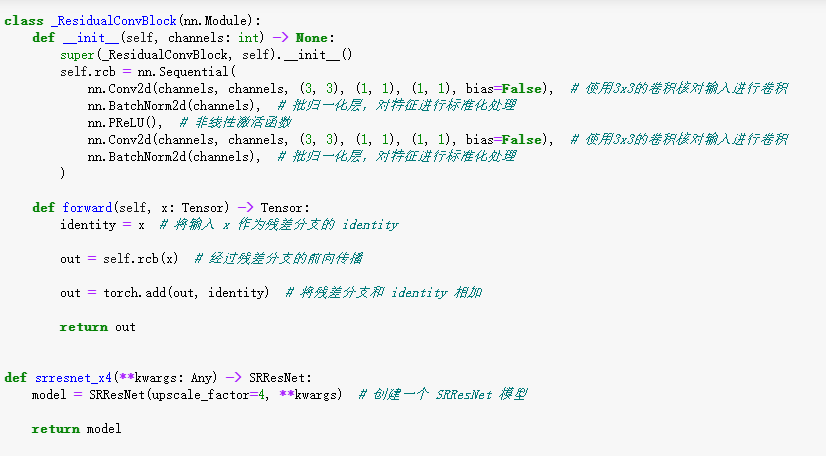 class _ResidualConvBlock(nn.Module):
    def __init__(self, channels: int) -> None:
        super(_ResidualConvBlock, self).__init__()
        self.rcb = nn.Sequential(
            nn.Conv2d(channels, channels, (3, 3), (1, 1), (1, 1), bias=False),  # 使用3x3的卷积核对输入进行卷积
            nn.BatchNorm2d(channels),  # 批归一化层，对特征进行标准化处理
            nn.PReLU(),  # 非线性激活函数
            nn.Conv2d(channels, channels, (3, 3), (1, 1), (1, 1), bias=False),  # 使用3x3的卷积核对输入进行卷积
            nn.BatchNorm2d(channels),  # 批归一化层，对特征进行标准化处理
        )
    def forward(self, x: Tensor) -> Tensor:
        identity = x  # 将输入 x 作为残差分支的 identity
        out = self.rcb(x)  # 经过残差分支的前向传播
        out = torch.add(out, identity)  # 将残差分支和 identity 相加
        return out
def srresnet_x4(**kwargs: Any) -> SRResNet:
    model = SRResNet(upscale_factor=4, **kwargs)  # 创建一个 SRResNet 模型
    return model